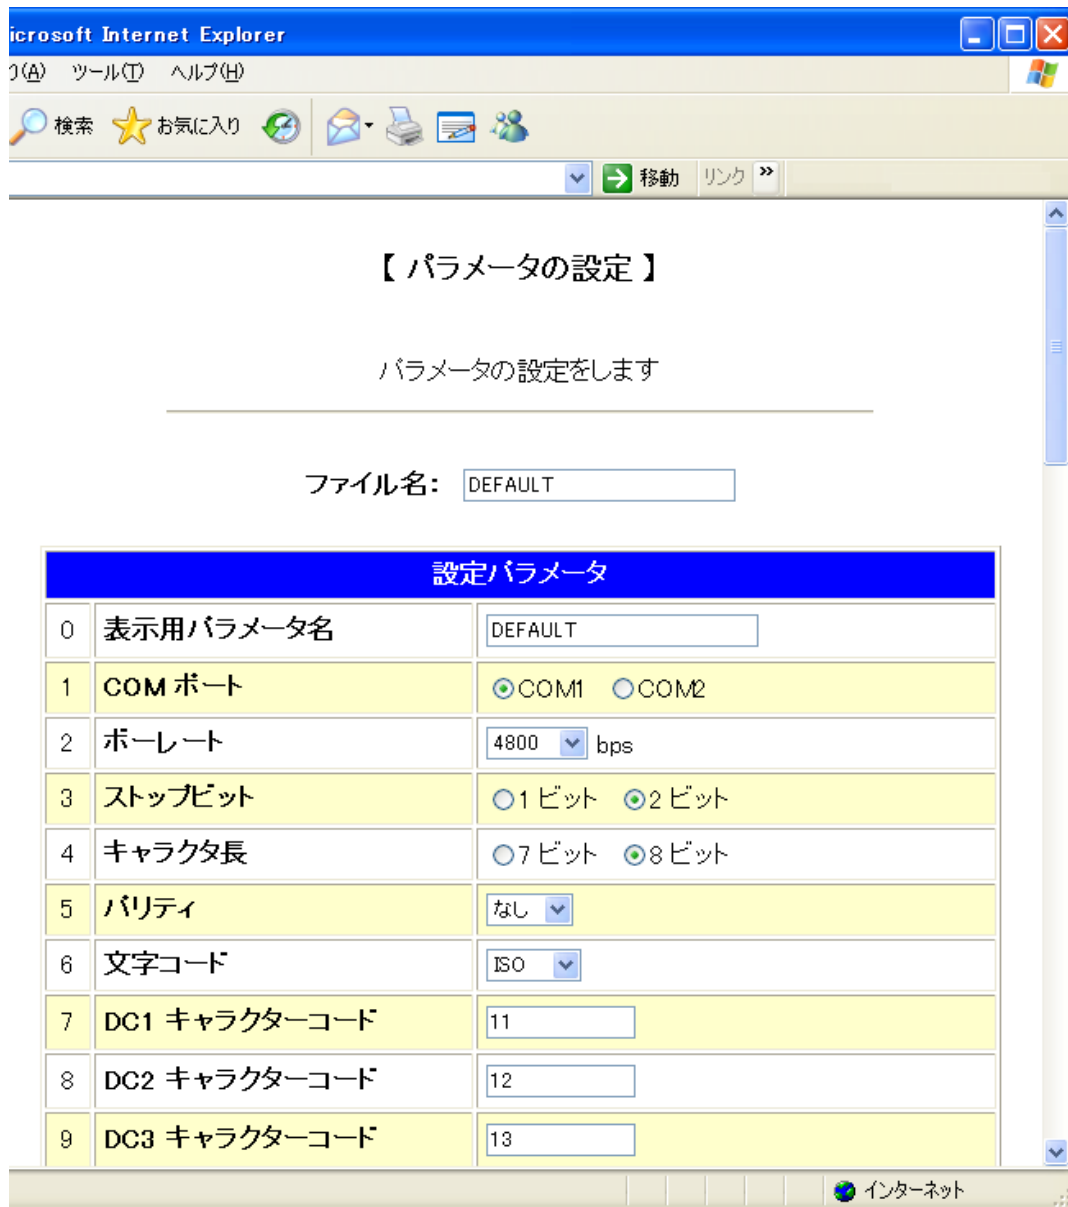 icrosoft Internet Explorer
り(A) ツール(T) ヘルプ(H)
検索 お気に入り
移動 リンク »
【 パラメータの設定 】
パラメータの設定をします
ファイル名: DEFAULT
設定パラメータ
0 表示用パラメータ名 DEFAULT
1 COM ポート COM1 COM2
2 ボーレート 4800 bps
3 ストップビット 1 ビット 2 ビット
4 キャラクタ長 7 ビット 8 ビット
5 パリティ なし
6 文字コード ISO
7 DC1 キャラクターコード 11
8 DC2 キャラクターコード 12
9 DC3 キャラクターコード 13
インターネット